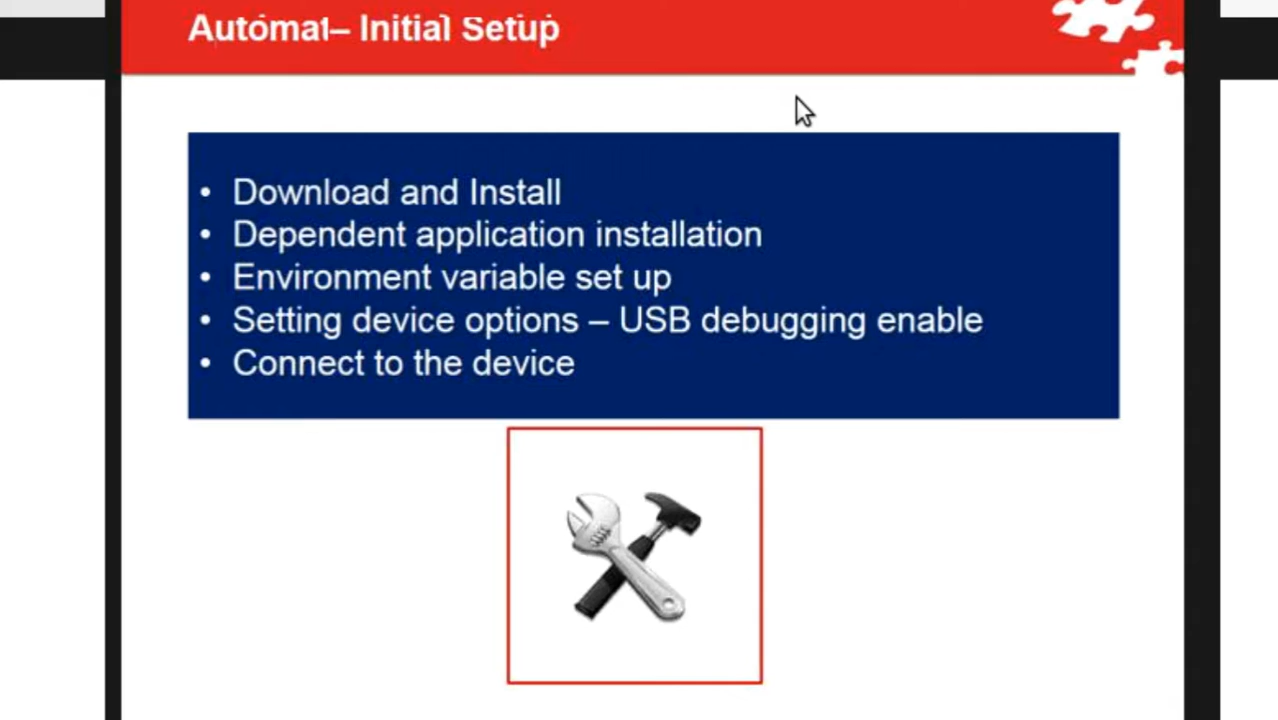 Automai– Initial Setup
• Download and Install
• Dependent application installation
• Environment variable set up
• Setting device options – USB debugging enable
• Connect to the device